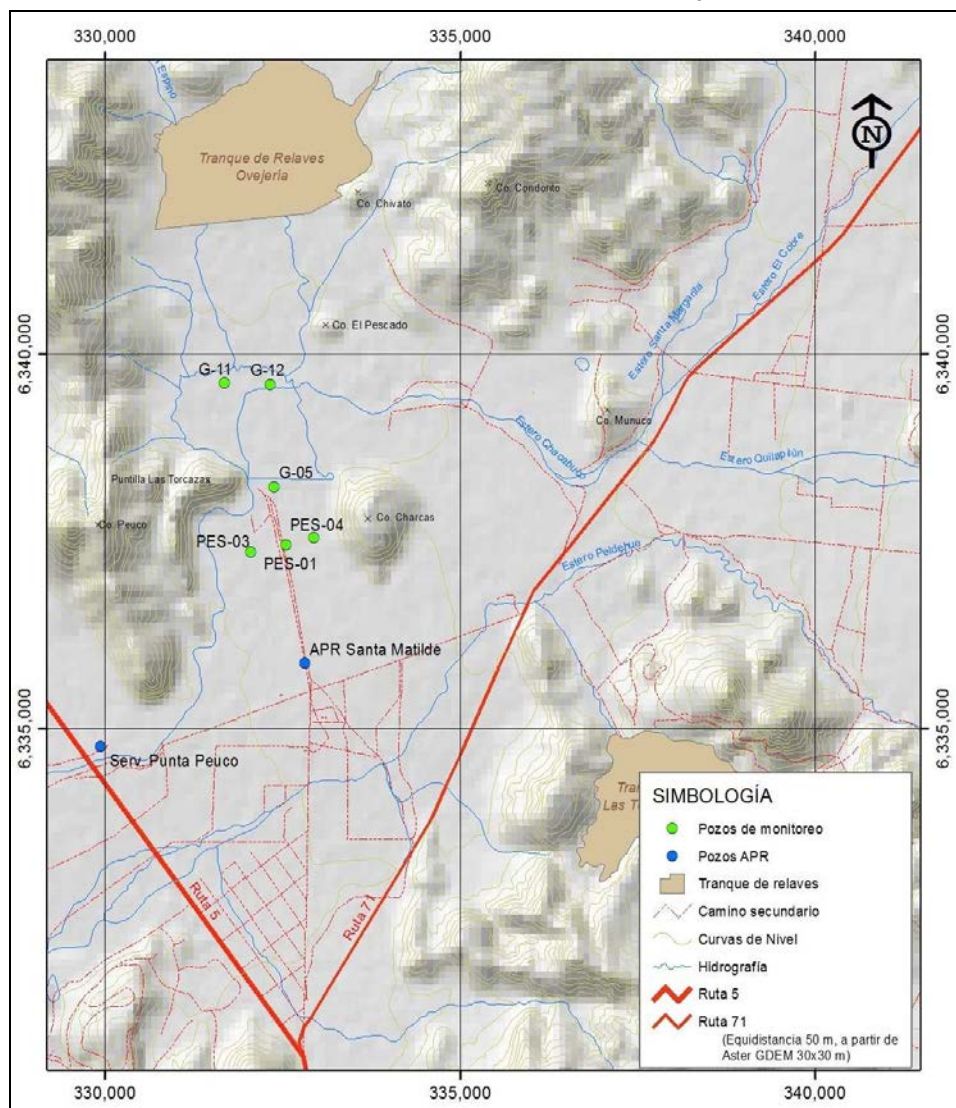 330,000
335,000
340,000
Espino
Tranque de Relaves
Ovejería
Co. Chivato
Co. Condorito
N
Estero El Cobre
Estero Santa Margarita
Co. El Pescado
6,340,000
6,340,000
G-11
G-12
Co. Munuco
Estero Chacabuco
Estero Quilapilún
Puntilla Las Torcazas
G-05
Co. Peuco
Co. Charcas
PES-04
PES-03
PES-01
Estero Peldehue
APR Santa Matilde
6,335,000
6,335,000
Serv. Punta Peuco
Las
Ruta 5
Ruta 71
SIMBOLOGÍA
Pozos de monitoreo
Pozos APR
Tranque de relaves
Camino secundario
Curvas de Nivel
Hidrografía
Ruta 5
Ruta 71
(Equidistancia 50 m, a partir de
Aster GDEM 30x30 m)
330,000
335,000
340,000